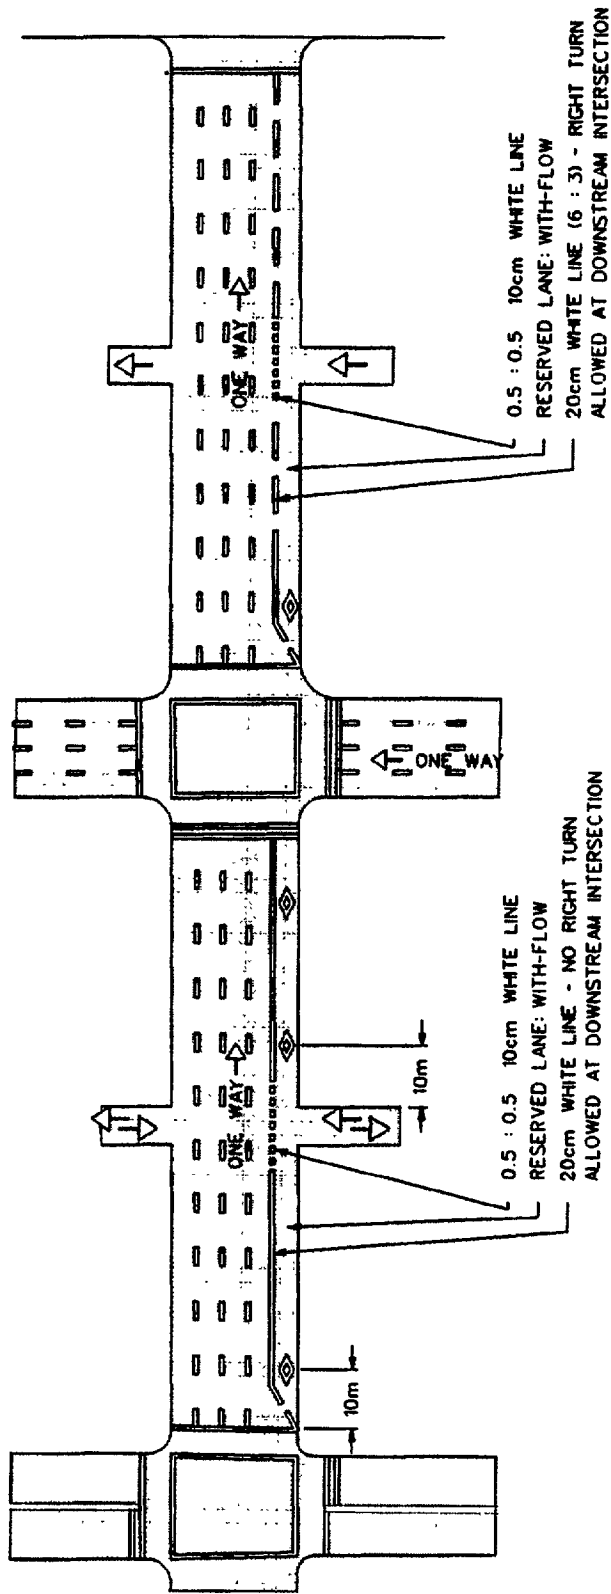 ONE WAY
10m
10m
0.5 : 0.5 10cm WHITE LINE
RESERVED LANE: WITH-FLOW
20cm WHITE LINE - NO RIGHT TURN
ALLOWED AT DOWNSTREAM INTERSECTION
ONE WAY
ONE WAY
0.5 : 0.5 10cm WHITE LINE
RESERVED LANE: WITH-FLOW
20cm WHITE LINE (6 : 3) - RIGHT TURN
ALLOWED AT DOWNSTREAM INTERSECTION